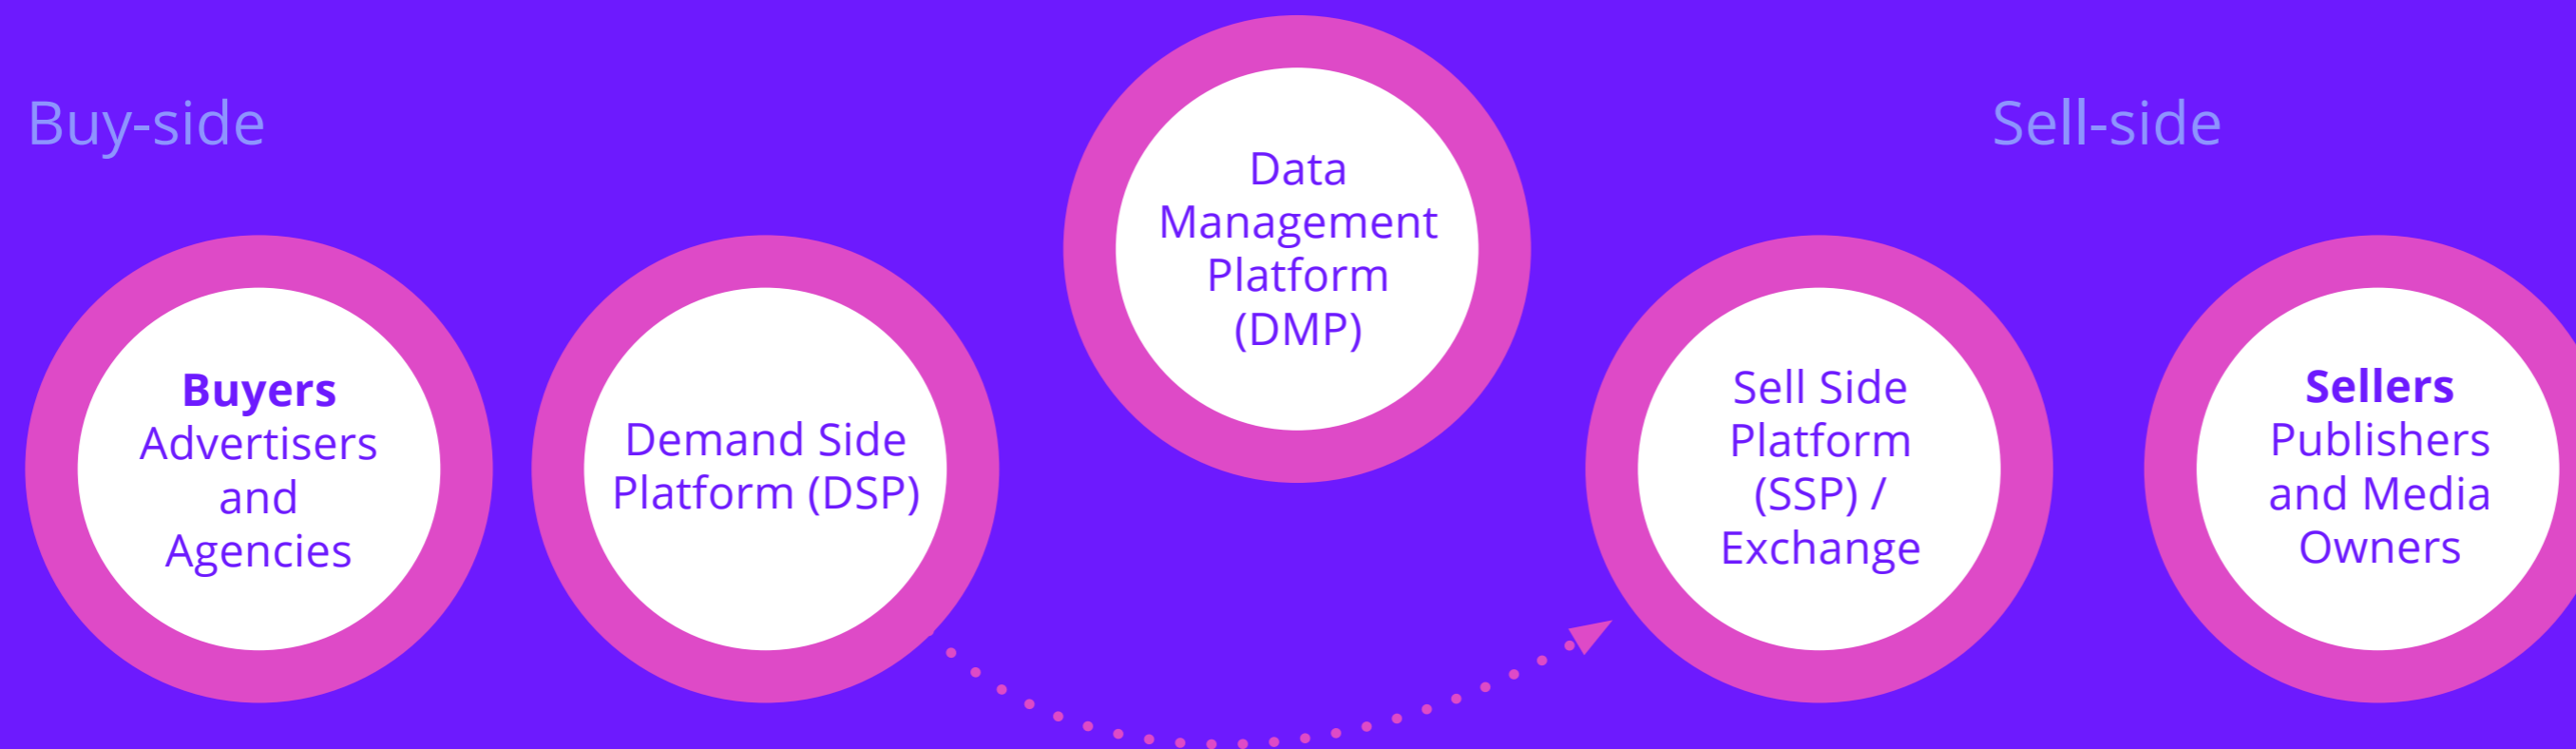 Buy-side
Sell-side
Buyers
Advertisers
and
Agencies
Demand Side
Platform (DSP)
Data
Management
Platform
(DMP)
Sell Side
Platform
(SSP) /
Exchange
Sellers
Publishers
and Media
Owners